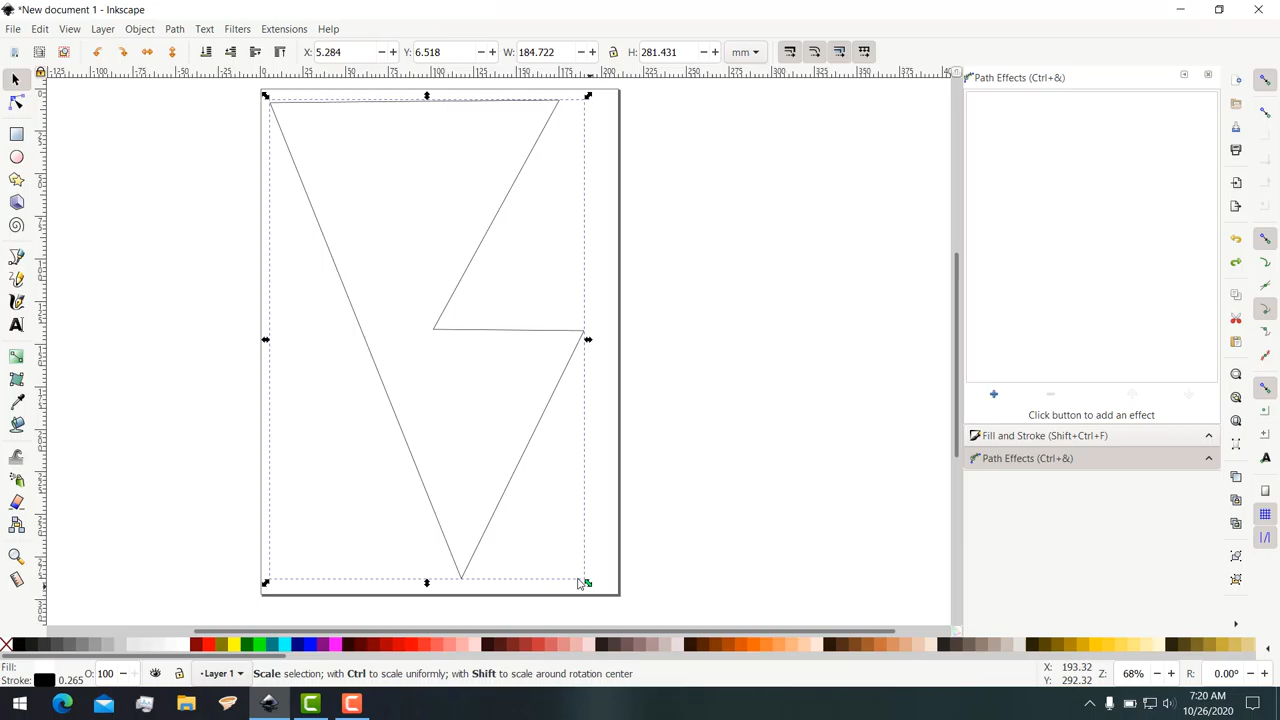 *New document 1 - Inkscape
File Edit View Layer Object Path Text Filters Extensions Help
X: 5.284 - + Y: 6.518 - + W: 184.722 - + H: 281.431 - + mm
Path Effects (Ctrl+&)
Click button to add an effect
Fill and Stroke (Shift+Ctrl+F)
Path Effects (Ctrl+&)
Fill:
Stroke: 0.265 O: 100 - + Layer 1 Scale selection; with Ctrl to scale uniformly; with Shift to scale around rotation center
X: 193.32
Y: 292.32
Z: 68% - + R: 0.00° - +
7:20 AM
10/26/2020